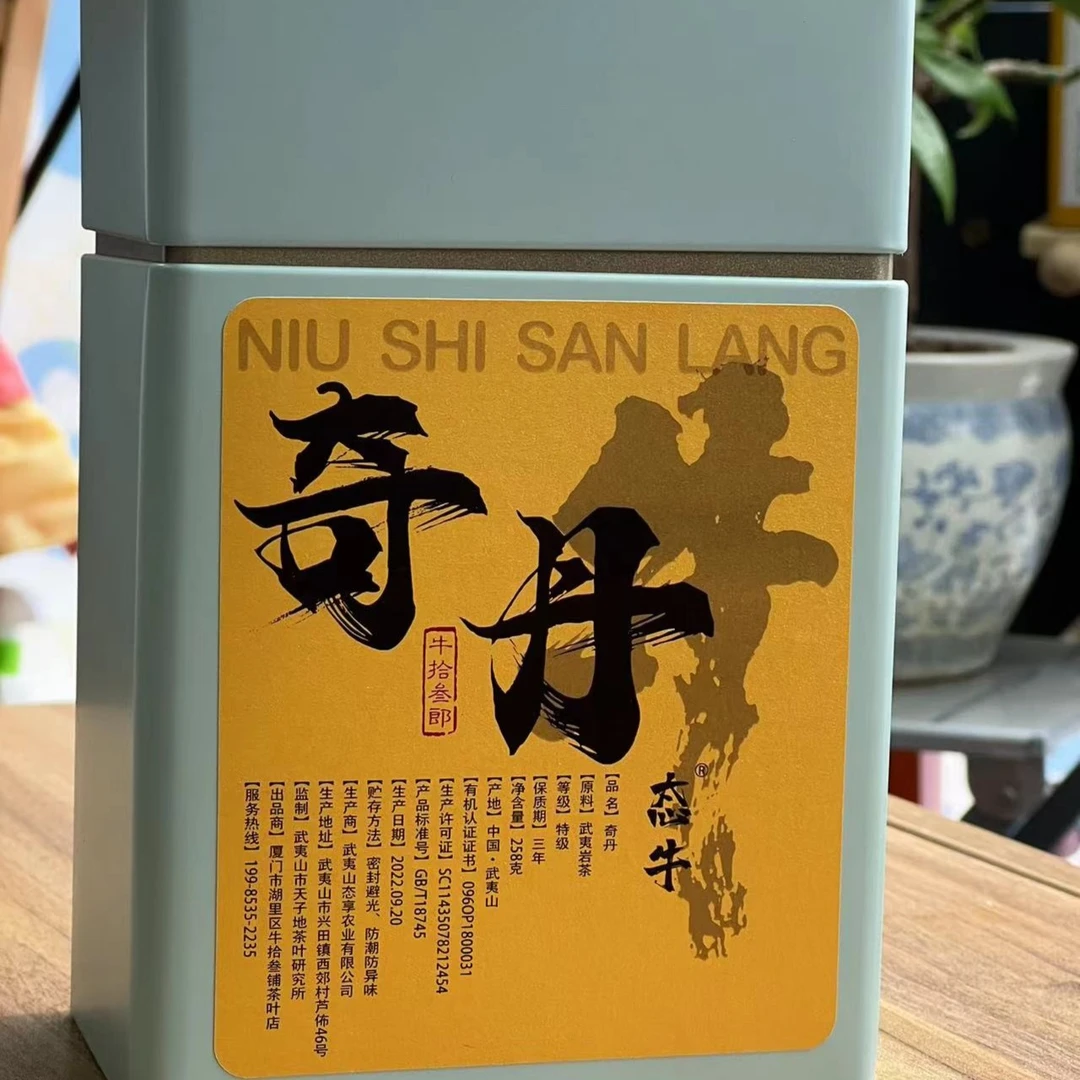 NIU SHI SAN LANG
奇丹
牛拾叁郎
®
态牛
【品 名】奇丹
【原料】武夷岩茶
【等级】特级
【保质期】三年
【净含量】258克
【产地】中国·武夷山
【有机认证证书】096OP1800031
【生产许可证】SC11435078212454
【产品标准号】GB/T18745
【生产日期】2022.09.20
【贮存方法】密封避光、防潮防异味
【生产商】武夷山态享农业有限公司
【生产地址】武夷山市兴田镇西郊村芦佈46号
【监制】武夷山市天子地茶叶研究所
【出品商】厦门市湖里区牛拾叁铺茶叶店
【服务热线】199-8535-2235